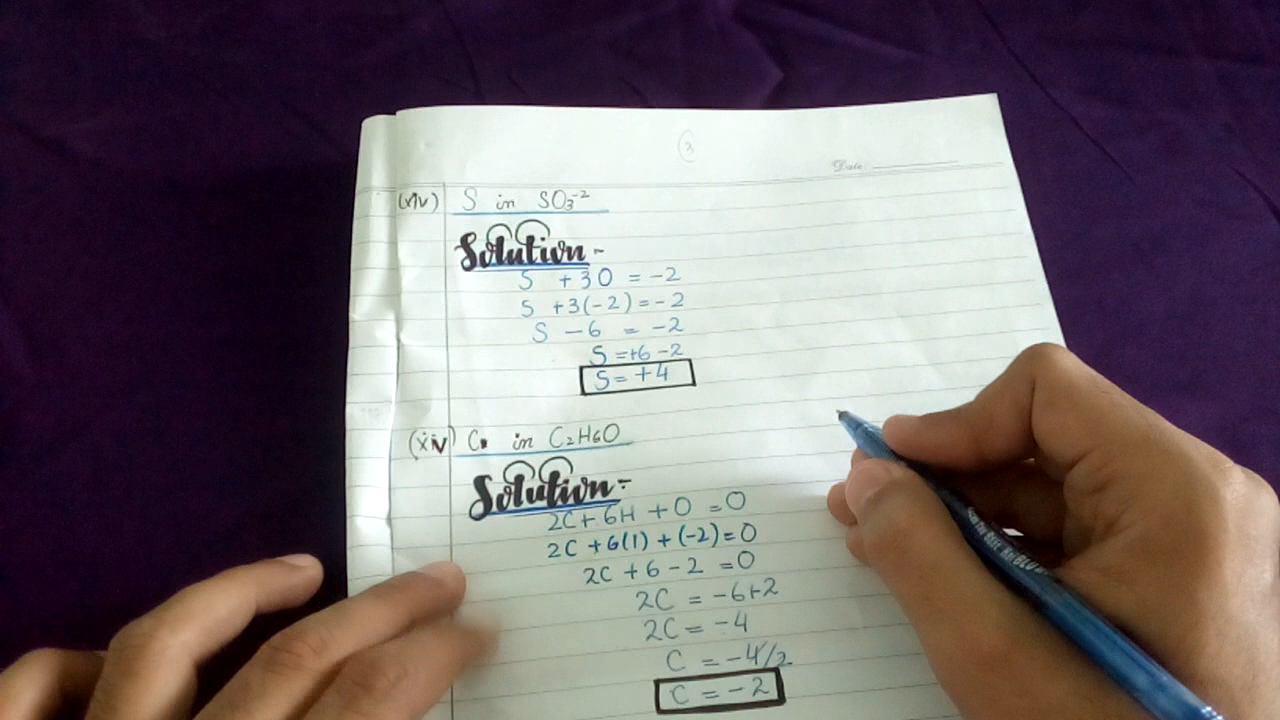 3
Date:
(xiv) S in SO₃⁻²
Solution:-
S + 3O = -2
S + 3(-2) = -2
S - 6 = -2
S = +6 - 2
S = +4
(xiv) C in C₂H₆O
Solution:-
2C + 6H + O = 0
2C + 6(1) + (-2) = 0
2C + 6 - 2 = 0
2C = -6+2
2C = -4
C = -4/2
C = -2